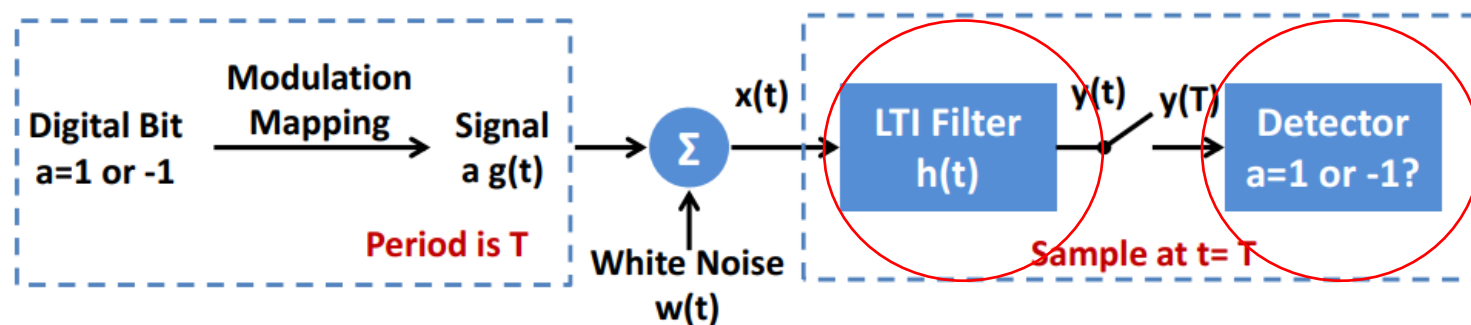 Digital Bit
a=1 or -1
Modulation
Mapping
Signal
a g(t)
Period is T
Σ
White Noise
w(t)
x(t)
LTI Filter
h(t)
y(t)
y(T)
Detector
a=1 or -1?
Sample at t= T